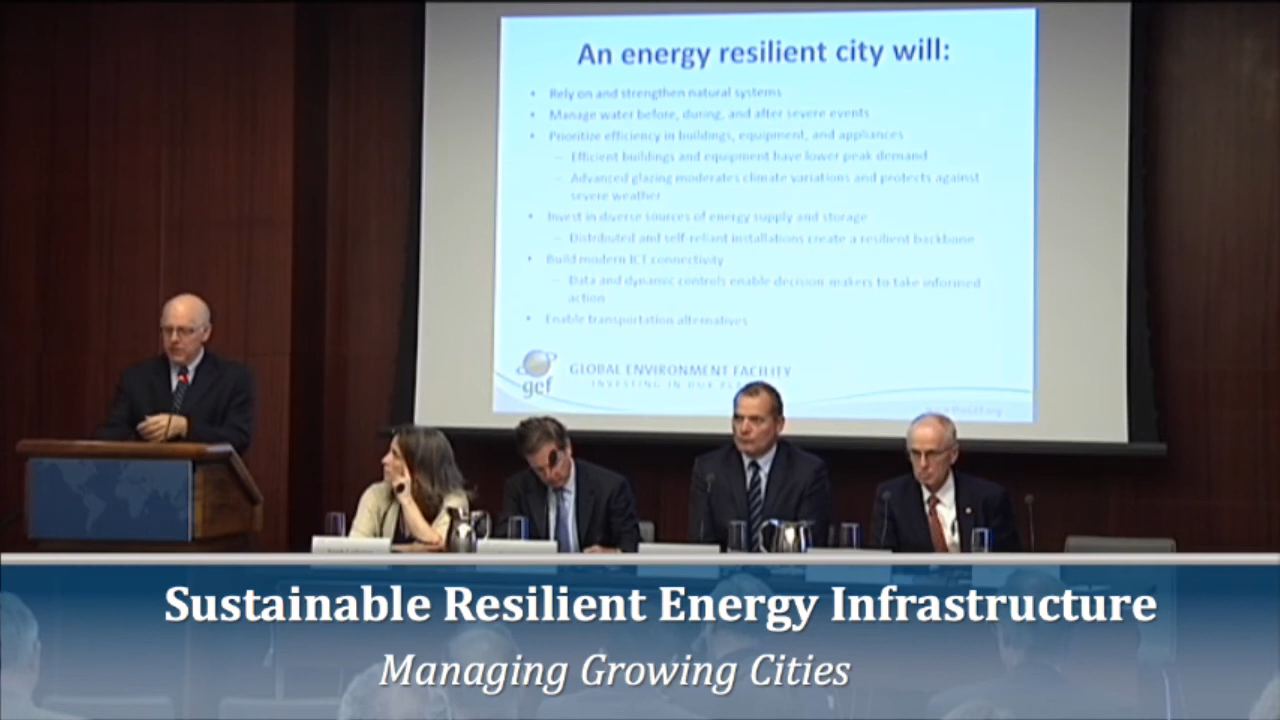 An energy resilient city will:
• Rely on and strengthen natural systems
• Manage water before, during, and after severe events
• Prioritize efficiency in buildings, equipment, and appliances
– Efficient buildings and equipment have lower peak demand
– Advanced glazing moderates climate variations and protects against
severe weather
• Invest in diverse sources of energy supply and storage
– Distributed and self-reliant installations create a resilient backbone
• Build modern ICT connectivity
– Data and dynamic controls enable decision-makers to take informed
action
• Enable transportation alternatives
gef
GLOBAL ENVIRONMENT FACILITY
INVESTING IN OUR
Sustainable Resilient Energy Infrastructure
Managing Growing Cities